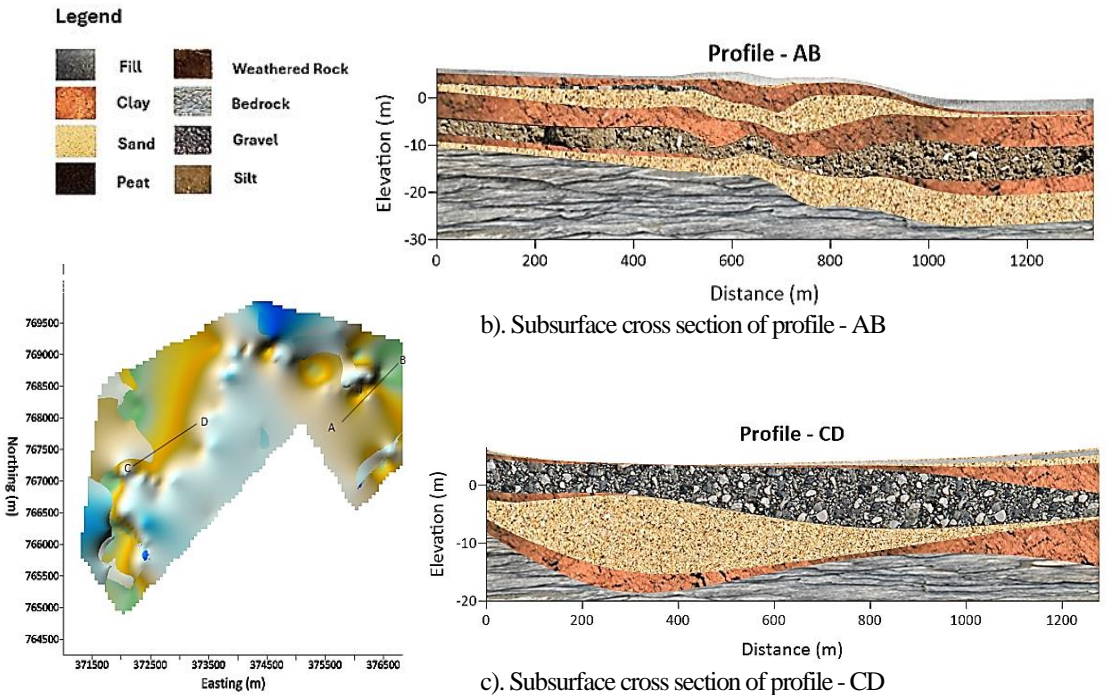 Legend
Fill
Weathered Rock
Clay
Bedrock
Sand
Gravel
Peat
Silt
Profile - AB
Elevation (m)
0
-10
-20
-30
0 200 400 600 800 1000 1200
Distance (m)
b). Subsurface cross section of profile - AB
Northing (m)
769500
769000
768500
768000
767500
767000
766500
766000
765500
765000
764500
B
A
D
C
371500 372500 373500 374500 375500 376500
Easting (m)
Profile - CD
Elevation (m)
0
-10
-20
0 200 400 600 800 1000 1200
Distance (m)
c). Subsurface cross section of profile - CD